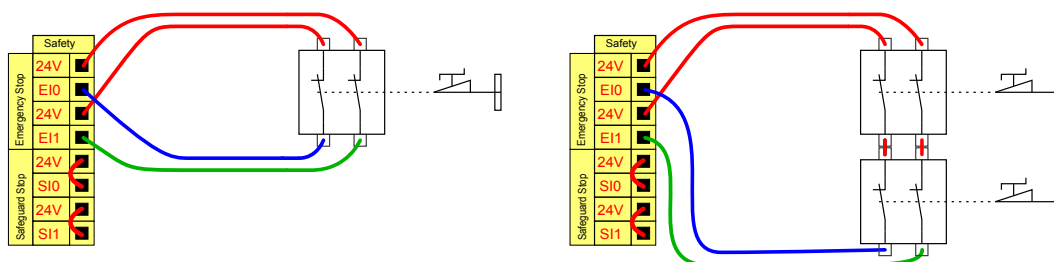 Safety
Emergency Stop
24V
EI0
24V
EI1
Safeguard Stop
24V
SI0
24V
SI1
Safety
Emergency Stop
24V
EI0
24V
EI1
Safeguard Stop
24V
SI0
24V
SI1